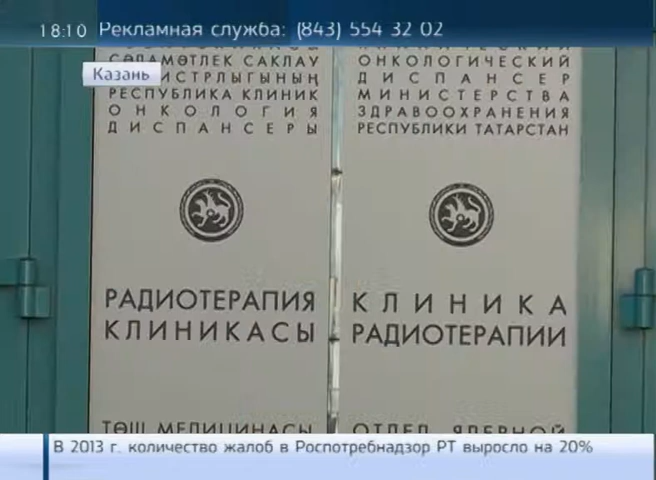 18:10 Рекламная служба: (843) 554 32 02
Казань
СӘЛАМӘТЛЕК САКЛАУ
РЕСПУБЛИКА КЛИНИК
ОНКОЛОГИЯ
ДИСПАНСЕРЫ
ОНКОЛОГИЧЕСКИЙ
ДИСПАНСЕР
МИНИСТЕРСТВА
ЗДРАВООХРАНЕНИЯ
РЕСПУБЛИКИ ТАТАРСТАН
РАДИОТЕРАПИЯ
КЛИНИКАСЫ
КЛИНИКА
РАДИОТЕРАПИИ
ТӨШ МЕДИЦИНАСЫ
ОТДЕЛ ЯДЕРНОЙ
В 2013 г. количество жалоб в Роспотребнадзор РТ выросло на 20%